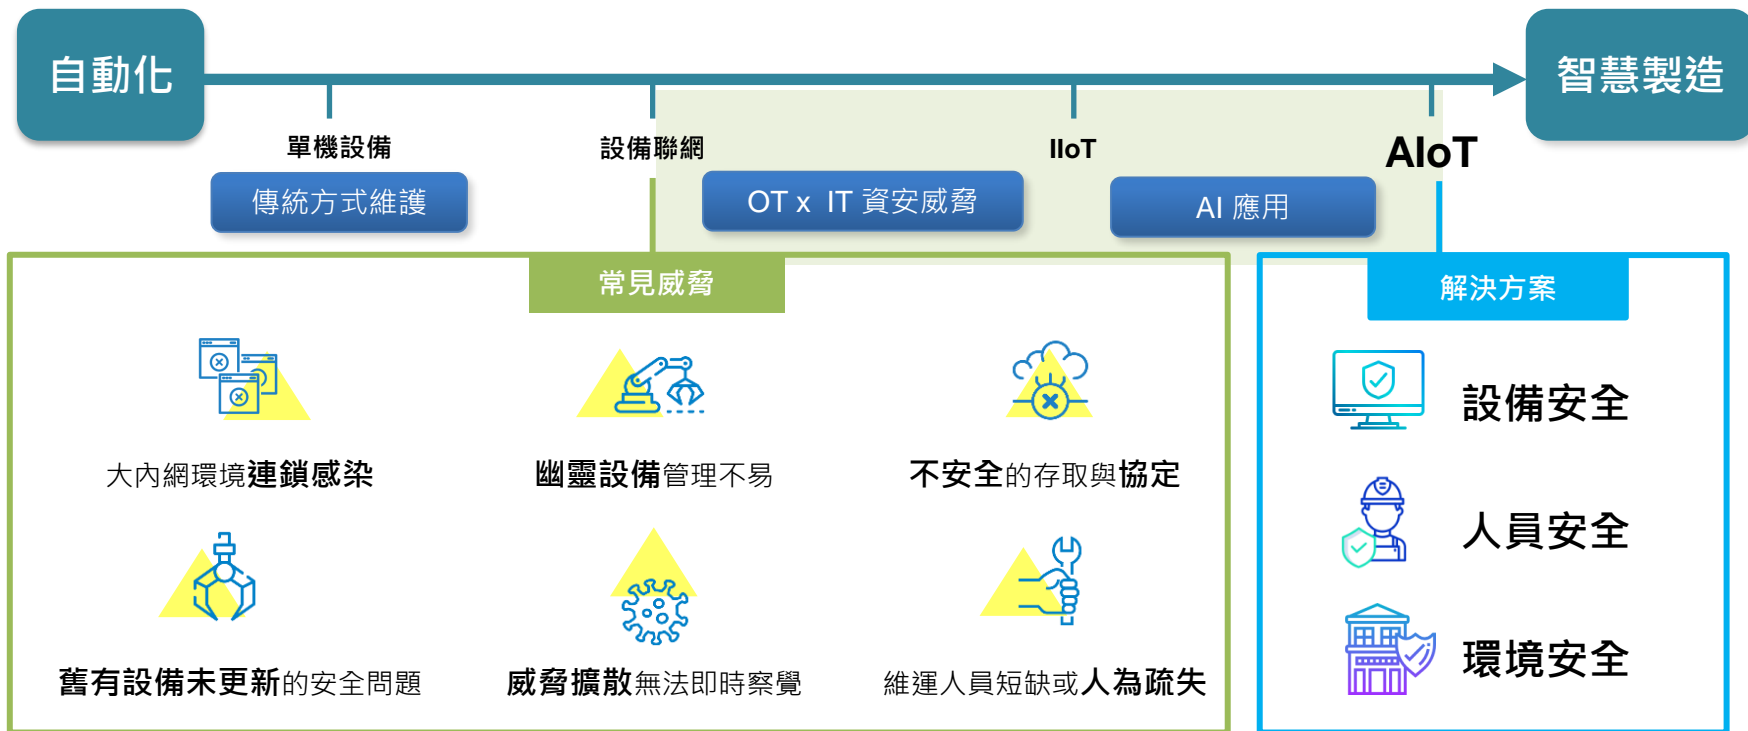 自動化
智慧製造
單機設備
設備聯網
IIoT
AIoT
傳統方式維護
OT x IT 資安威脅
AI 應用
常見威脅
解決方案
大內網環境連鎖感染
幽靈設備管理不易
不安全的存取與協定
舊有設備未更新的安全問題
威脅擴散無法即時察覺
維運人員短缺或人為疏失
設備安全
人員安全
環境安全